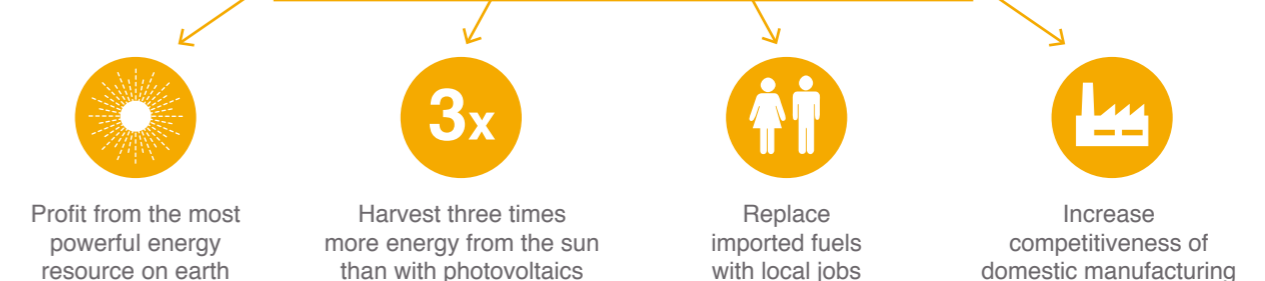 3x
Profit from the most
powerful energy
resource on earth
Harvest three times
more energy from the sun
than with photovoltaics
Replace
imported fuels
with local jobs
Increase
competitiveness of
domestic manufacturing